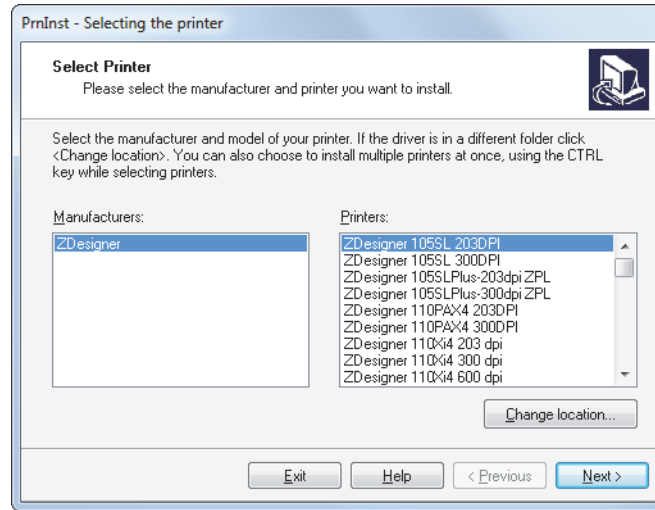 PrnInst - Selecting the printer
Select Printer
Please select the manufacturer and printer you want to install.
Select the manufacturer and model of your printer. If the driver is in a different folder click
<Change location>. You can also choose to install multiple printers at once, using the CTRL
key while selecting printers.
Manufacturers:
ZDesigner
Printers:
ZDesigner 105SL 203DPI
ZDesigner 105SL 300DPI
ZDesigner 105SLPlus-203dpi ZPL
ZDesigner 105SLPlus-300dpi ZPL
ZDesigner 110PAX4 203DPI
ZDesigner 110PAX4 300DPI
ZDesigner 110Xi4 203 dpi
ZDesigner 110Xi4 300 dpi
ZDesigner 110Xi4 600 dpi
Change location...
Exit
Help
< Previous
Next >